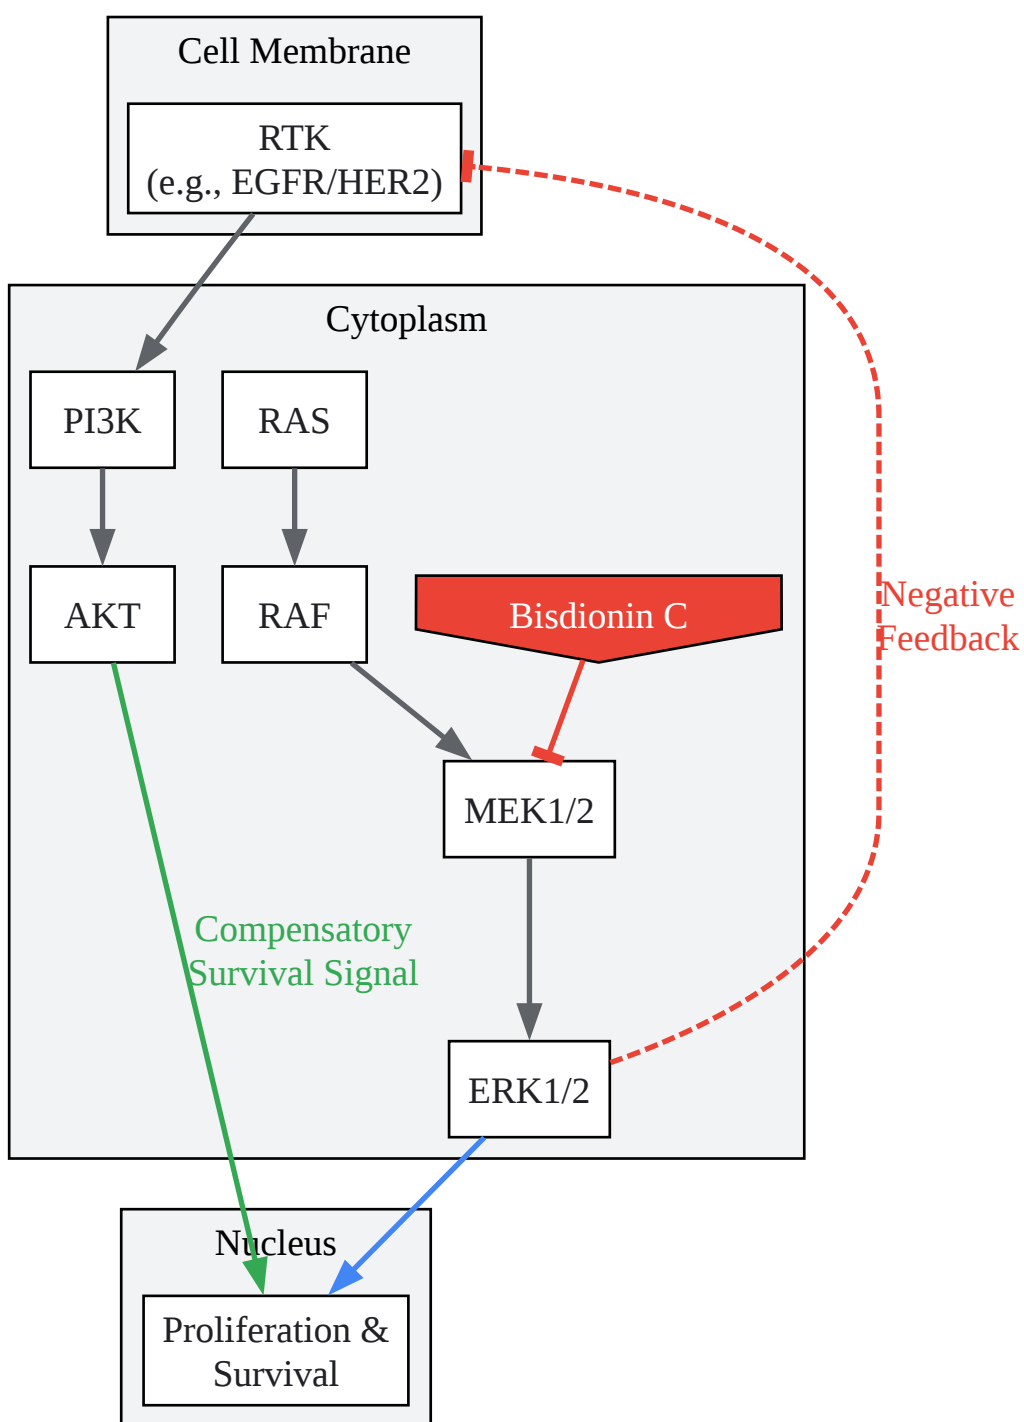 Cell Membrane
RTK
(e.g., EGFR/HER2)
Cytoplasm
PI3K
RAS
AKT
RAF
Bisdionin C
Negative
Feedback
MEK1/2
Compensatory
Survival Signal
ERK1/2
Nucleus
Proliferation &
Survival